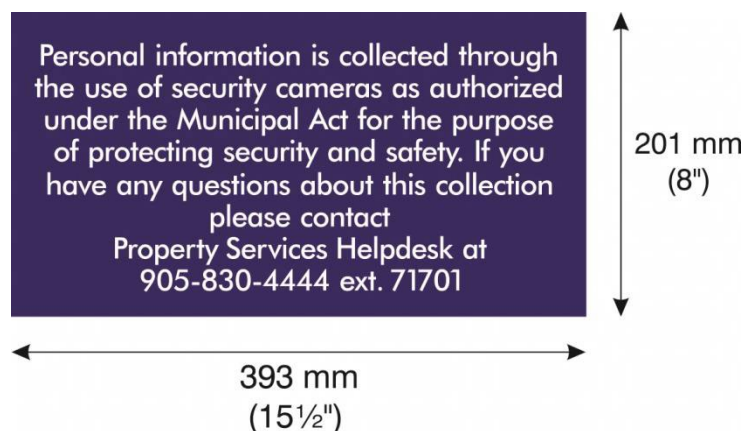 Personal information is collected through
the use of security cameras as authorized
under the Municipal Act for the purpose
of protecting security and safety. If you
have any questions about this collection
please contact
Property Services Helpdesk at
905-830-4444 ext. 71701
201 mm
(8")
393 mm
(15½")